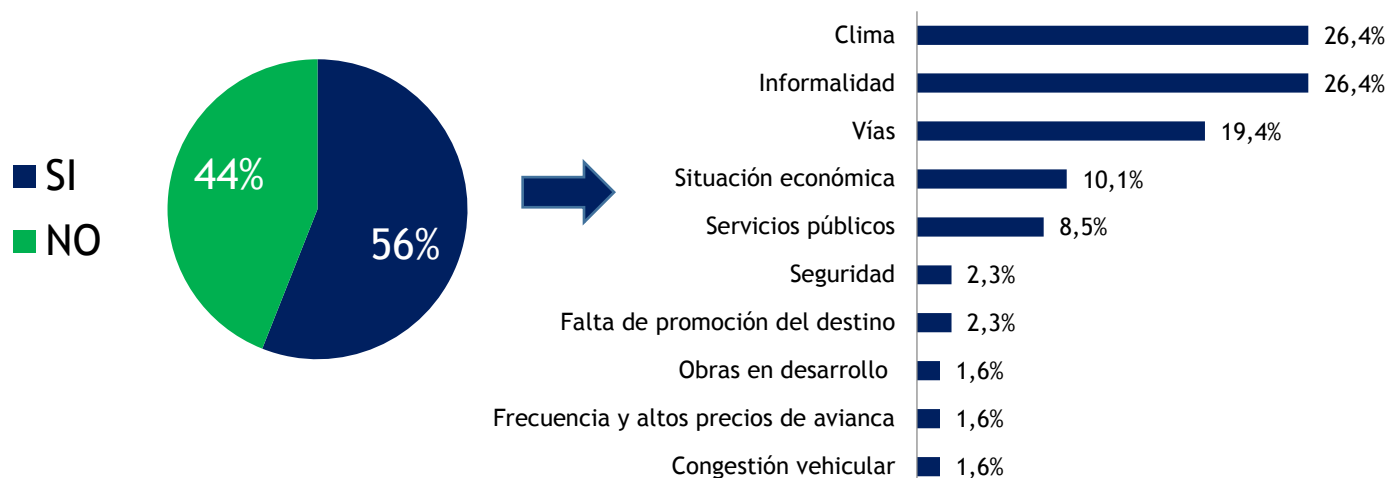 SI
NO
44%
56%
Clima 26,4%
Informalidad 26,4%
Vías 19,4%
Situación económica 10,1%
Servicios públicos 8,5%
Seguridad 2,3%
Falta de promoción del destino 2,3%
Obras en desarrollo 1,6%
Frecuencia y altos precios de avianca 1,6%
Congestión vehicular 1,6%